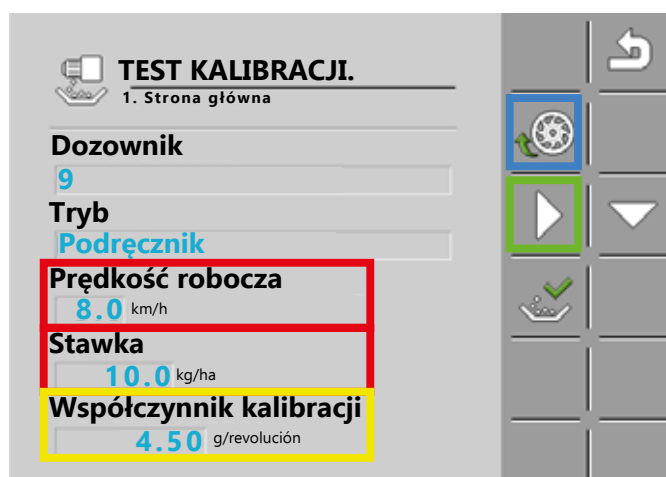 TEST KALIBRACJI.
1. Strona główna
Dozownik
9
Tryb
Podręcznik
Prędkość robocza
8.0 km/h
Stawka
10.0 kg/ha
Współczynnik kalibracji
4.50 g/revolución